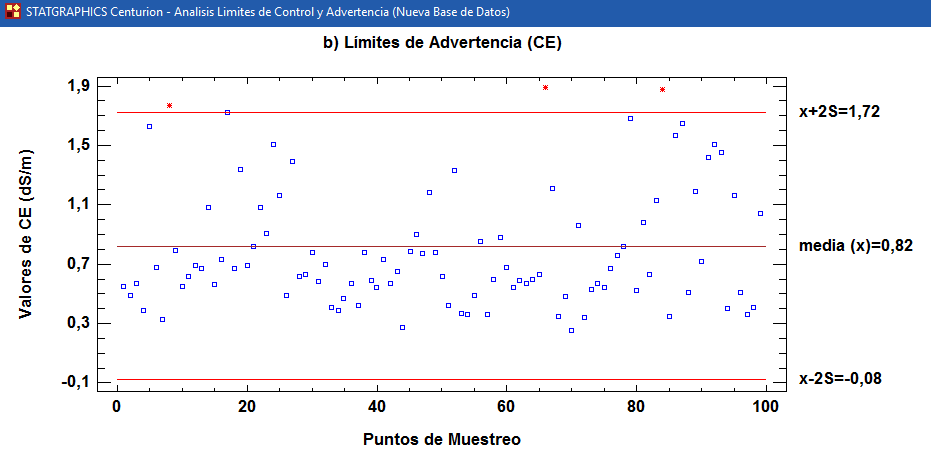 STATGRAPHICS Centurion - Analisis Limites de Control y Advertencia (Nueva Base de Datos)
b) Límites de Advertencia (CE)
Valores de CE (dS/m)
1,9
1,5
1,1
0,7
0,3
-0,1
x+2S=1,72
media (x)=0,82
x-2S=-0,08
0 20 40 60 80 100
Puntos de Muestreo